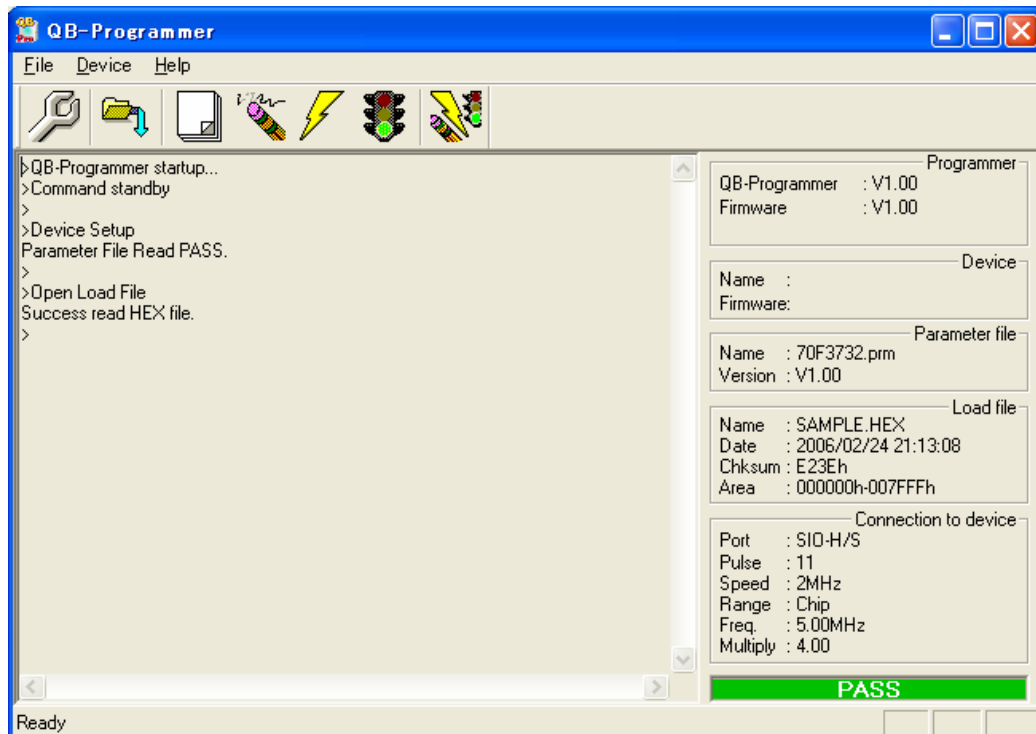 QB-Programmer
File Device Help
>QB-Programmer startup...
>Command standby
>
>Device Setup
Parameter File Read PASS.
>
>Open Load File
Success read HEX file.
>
Programmer
QB-Programmer : V1.00
Firmware : V1.00
Device
Name :
Firmware:
Parameter file
Name : 70F3732.prm
Version : V1.00
Load file
Name : SAMPLE.HEX
Date : 2006/02/24 21:13:08
Chksum : E23Eh
Area : 000000h-007FFFh
Connection to device
Port : SIO-H/S
Pulse : 11
Speed : 2MHz
Range : Chip
Freq. : 5.00MHz
Multiply : 4.00
PASS
Ready